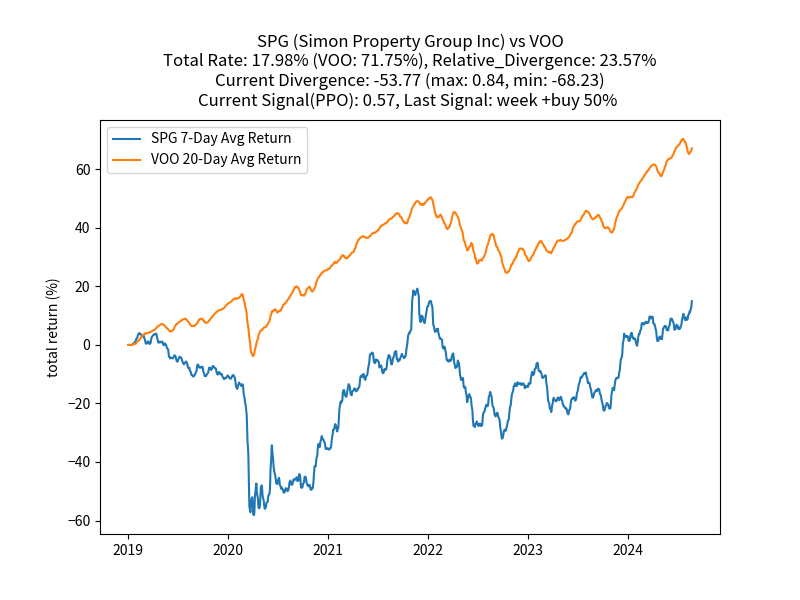 SPG (Simon Property Group Inc) vs VOO
Total Rate: 17.98% (VOO: 71.75%), Relative_Divergence: 23.57%
Current Divergence: -53.77 (max: 0.84, min: -68.23)
Current Signal(PPO): 0.57, Last Signal: week +buy 50%
SPG 7-Day Avg Return
VOO 20-Day Avg Return
total return (%)
60
40
20
0
−20
−40
−60
2019 2020 2021 2022 2023 2024